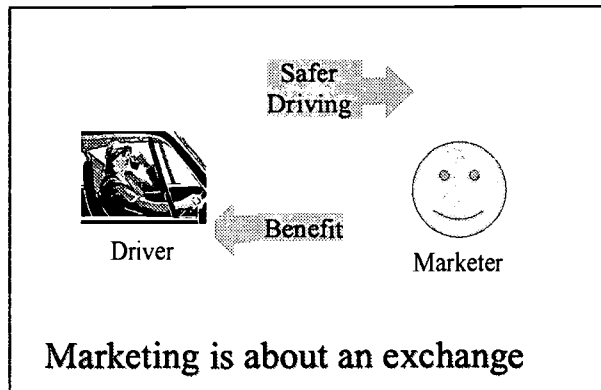 Safer
Driving
Benefit
Driver
Marketer
Marketing is about an exchange